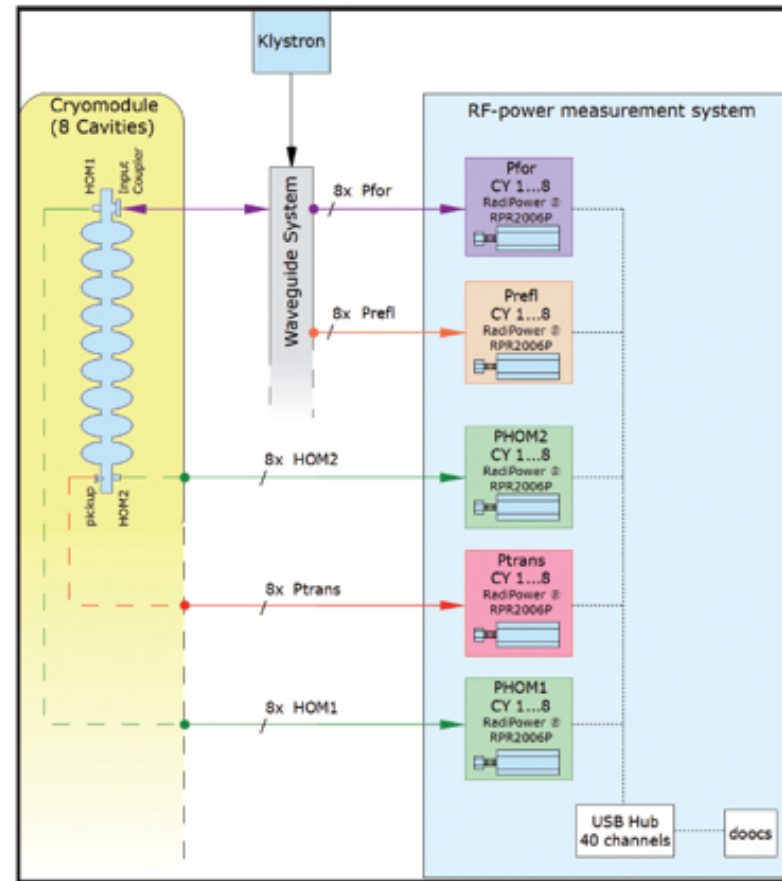 Klystron
Cryomodule
(8 Cavities)
HOM1
Input
Coupler
pickup
HOM2
Waveguide System
8x Pfor
8x Prefl
8x HOM2
8x Ptrans
8x HOM1
RF-power measurement system
Pfor
CY 1...8
RadiPower ®
RPR2006P
Prefl
CY 1...8
RadiPower ®
RPR2006P
PHOM2
CY 1...8
RadiPower ®
RPR2006P
Ptrans
CY 1...8
RadiPower ®
RPR2006P
PHOM1
CY 1...8
RadiPower ®
RPR2006P
USB Hub
40 channels
doocs